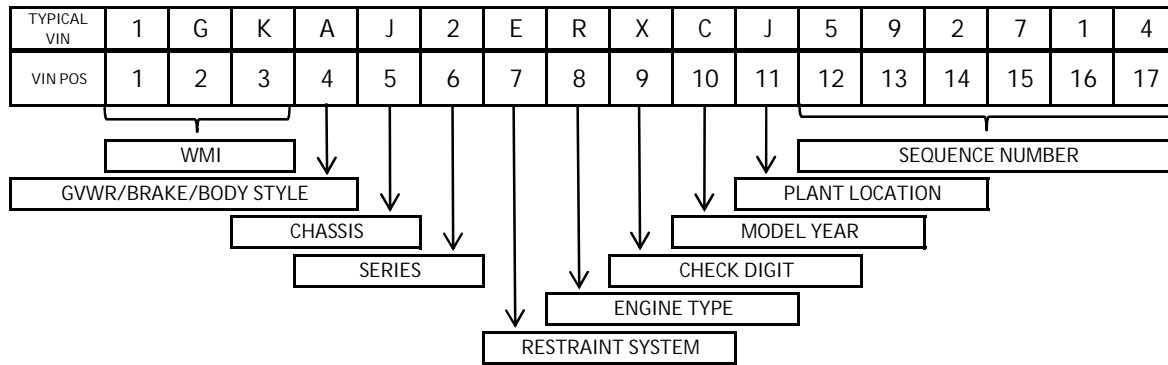 TYPICAL VIN 1 G K A J 2 E R X C J 5 9 2 7 1 4
VIN POS 1 2 3 4 5 6 7 8 9 10 11 12 13 14 15 16 17
WMI SEQUENCE NUMBER
GVWR/BRAKE/BODY STYLE PLANT LOCATION
CHASSIS MODEL YEAR
SERIES CHECK DIGIT
ENGINE TYPE
RESTRAINT SYSTEM